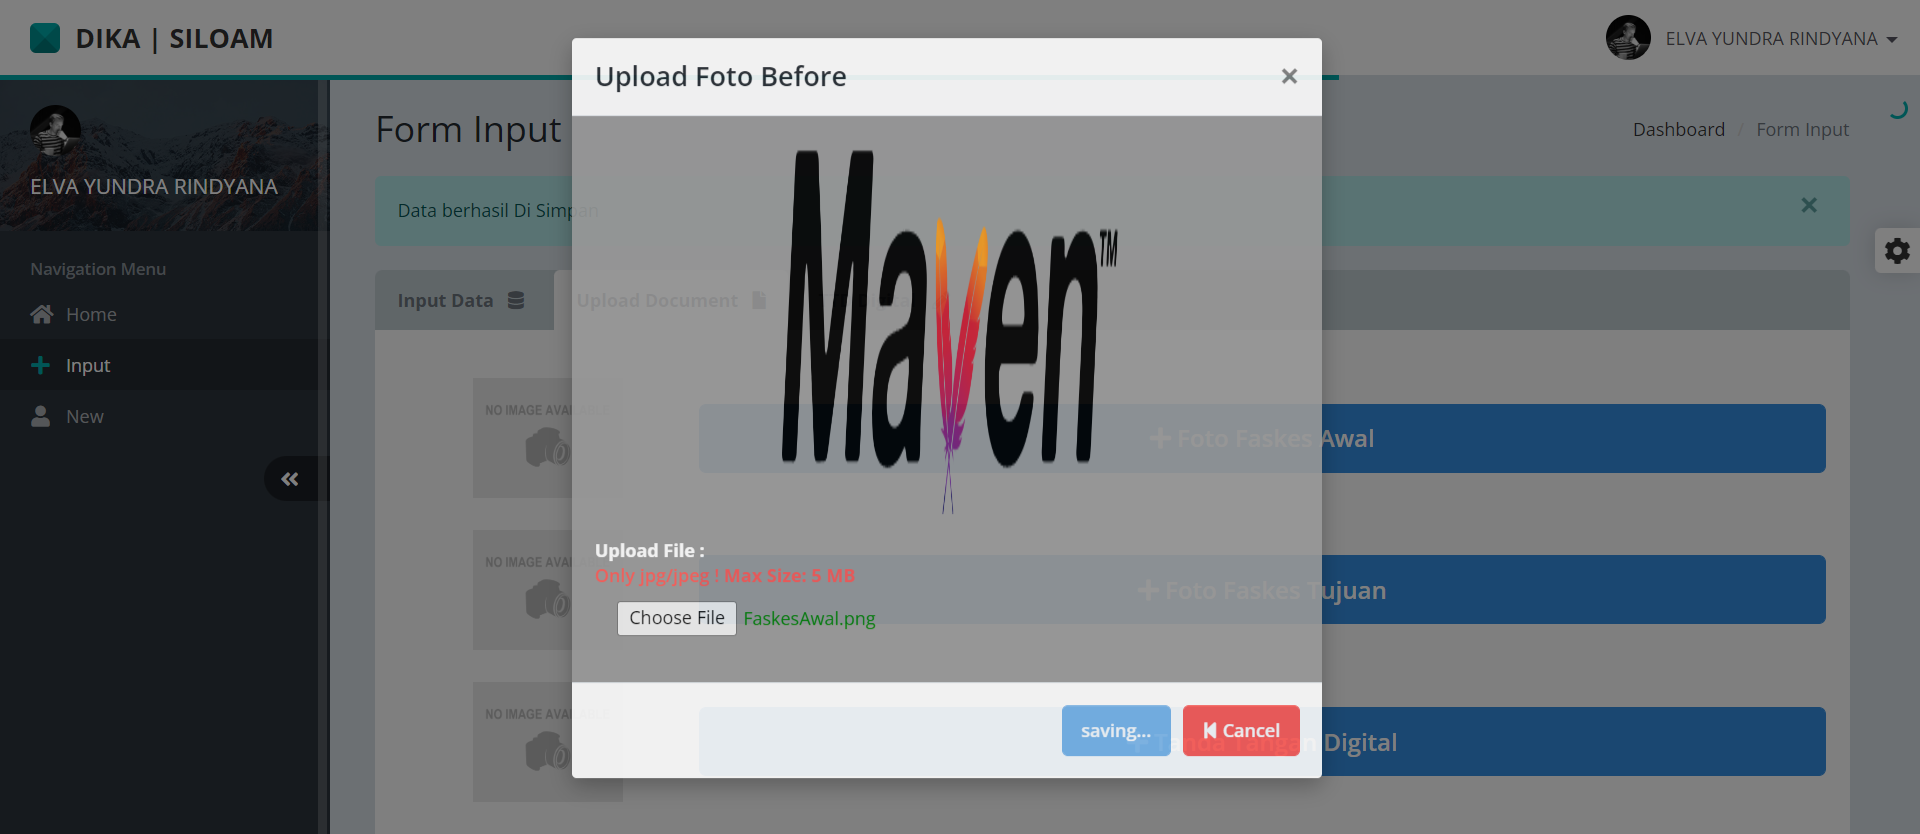 DIKA | SILOAM
ELVA YUNDRA RINDYANA
ELVA YUNDRA RINDYANA
Navigation Menu
Home
Input
New
Form Input
Dashboard / Form Input
Data berhasil Di Simpan
Input Data
Upload Document
NO IMAGE AVAILABLE
Foto Faskes Awal
NO IMAGE AVAILABLE
Foto Faskes Tujuan
NO IMAGE AVAILABLE
Tanda Tangan Digital
Upload Foto Before
×
Maven™
Upload File :
Only jpg/jpeg ! Max Size: 5 MB
Choose File FaskesAwal.png
saving...
Cancel